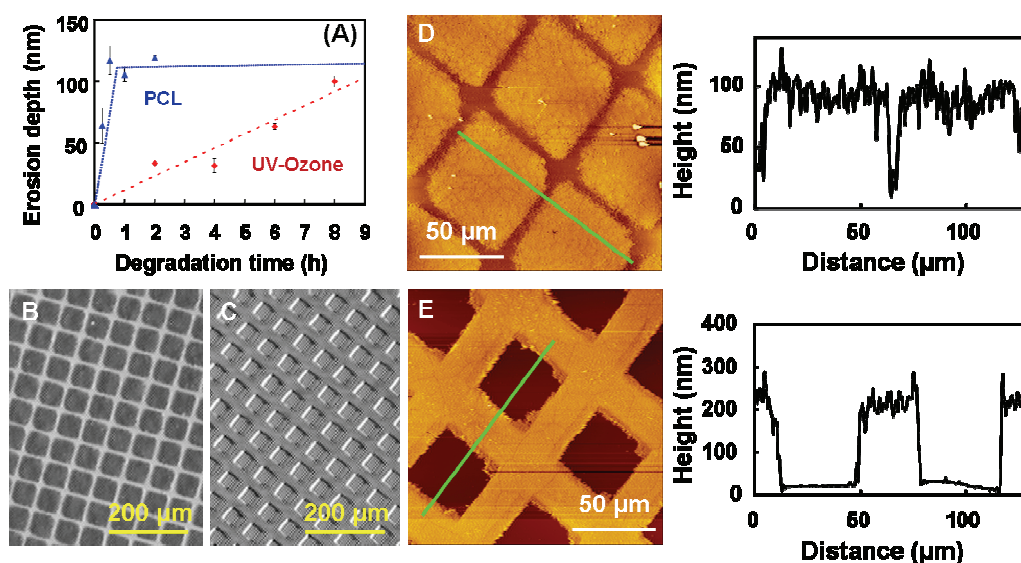 (A)
Erosion depth (nm)
150
100
50
0
PCL
UV-Ozone
0 1 2 3 4 5 6 7 8 9
Degradation time (h)
D
50 μm
Height (nm)
100
0
0 50 100
Distance (μm)
B
200 μm
C
200 μm
E
50 μm
Height (nm)
400
300
200
100
0
0 50 100
Distance (μm)